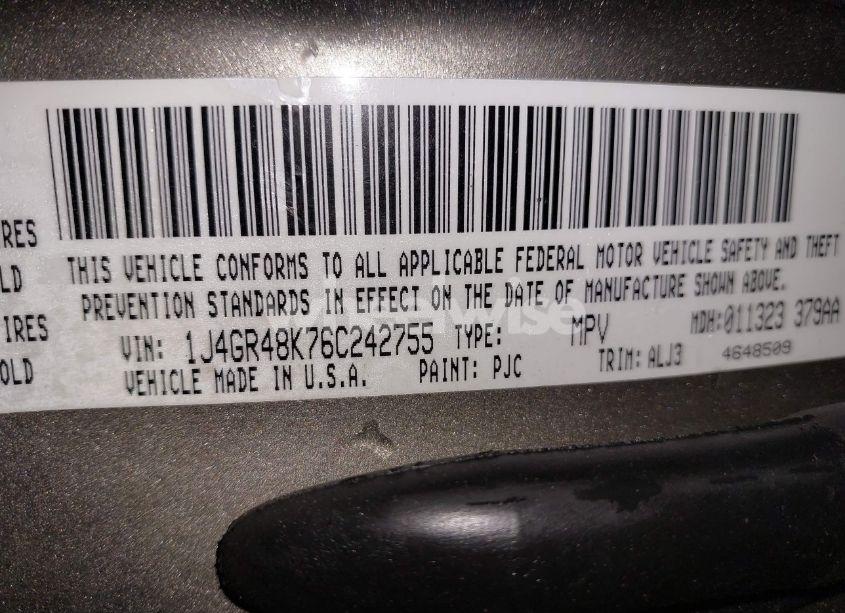 IRES
OLD
THIS VEHICLE CONFORMS TO ALL APPLICABLE FEDERAL MOTOR VEHICLE SAFETY AND THEFT
PREVENTION STANDARDS IN EFFECT ON THE DATE OF MANUFACTURE SHOWN ABOVE.
VIN: 1J4GR48K76C242755 TYPE: MPV MDH:011323 379AA
VEHICLE MADE IN U.S.A. PAINT: PJC TRIM: ALJ3 4648509